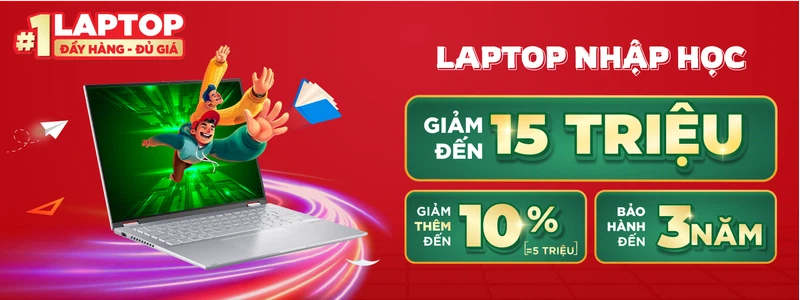 #1 LAPTOP
ĐẦY HÀNG - ĐỦ GIÁ
LAPTOP NHẬP HỌC
GIẢM
ĐẾN
15 TRIỆU
GIẢM
THÊM
ĐẾN
10%
[=5 TRIỆU]
BẢO
HÀNH
ĐẾN
3 NĂM